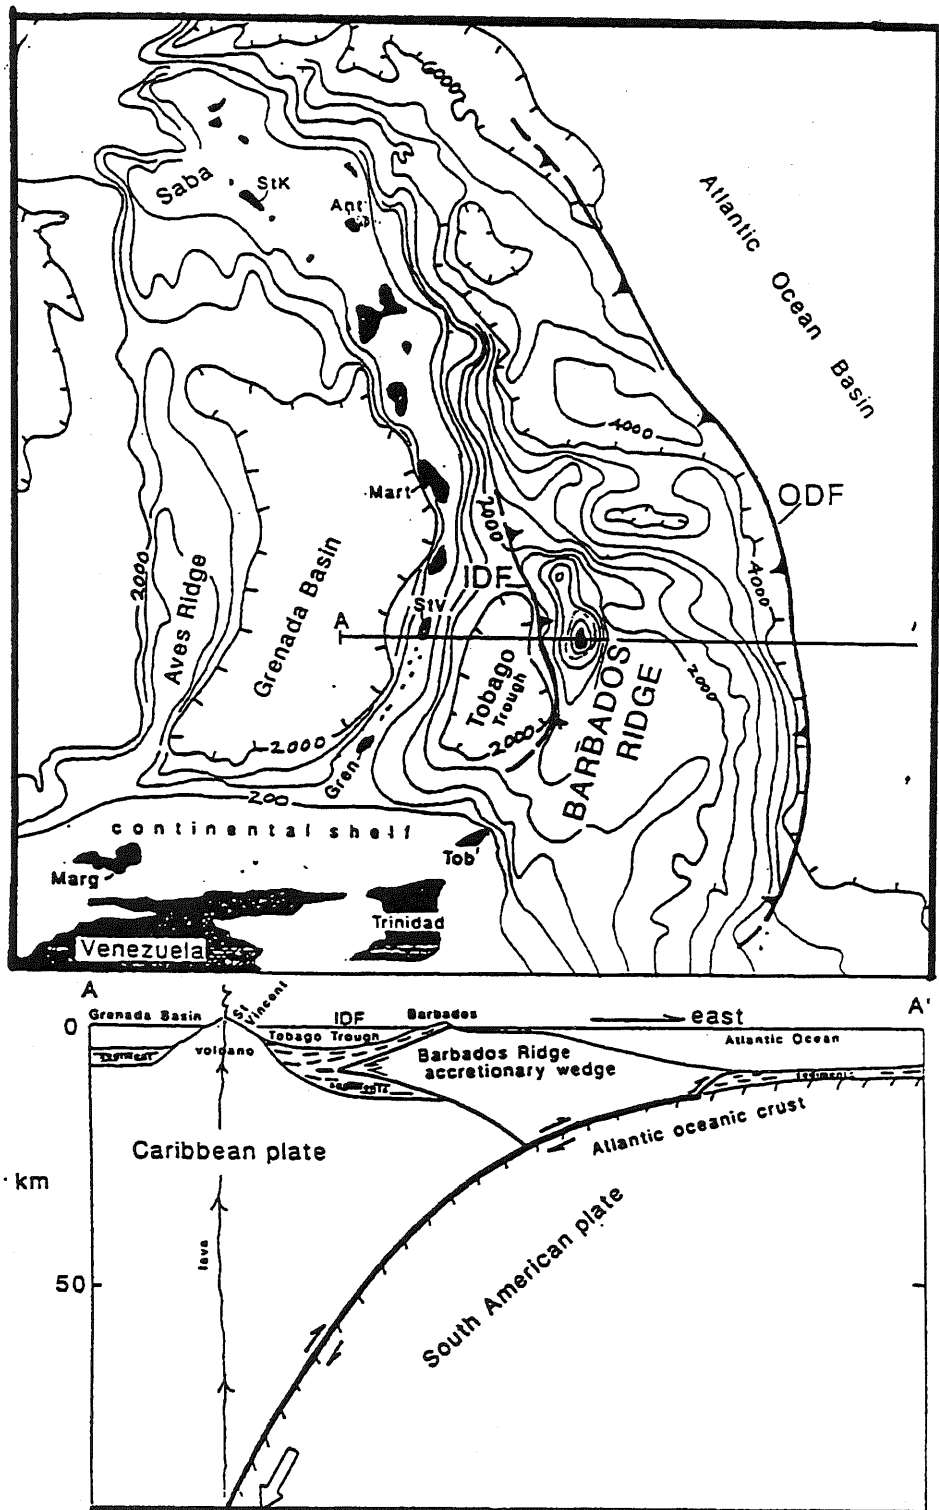 6000
Saba
StK
Ant
Atlantic Ocean Basin
4000
Mart
2000
ODF
2000
Aves Ridge
Grenada Basin
IDF
4000
StV
A
'
Tobago
Trough
BARBADOS
RIDGE
2000
2000
2000
Gren
200
continental shelf
Tob'
Marg
Trinidad
Venezuela
A
A'
Grenada Basin
St
Vincent
IDF
Barbados
east
0
Tobago Trough
Atlantic Ocean
sediment
volcano
Barbados Ridge
accretionary wedge
sediments
sediments
Atlantic oceanic crust
Caribbean plate
km
lava
South American plate
50